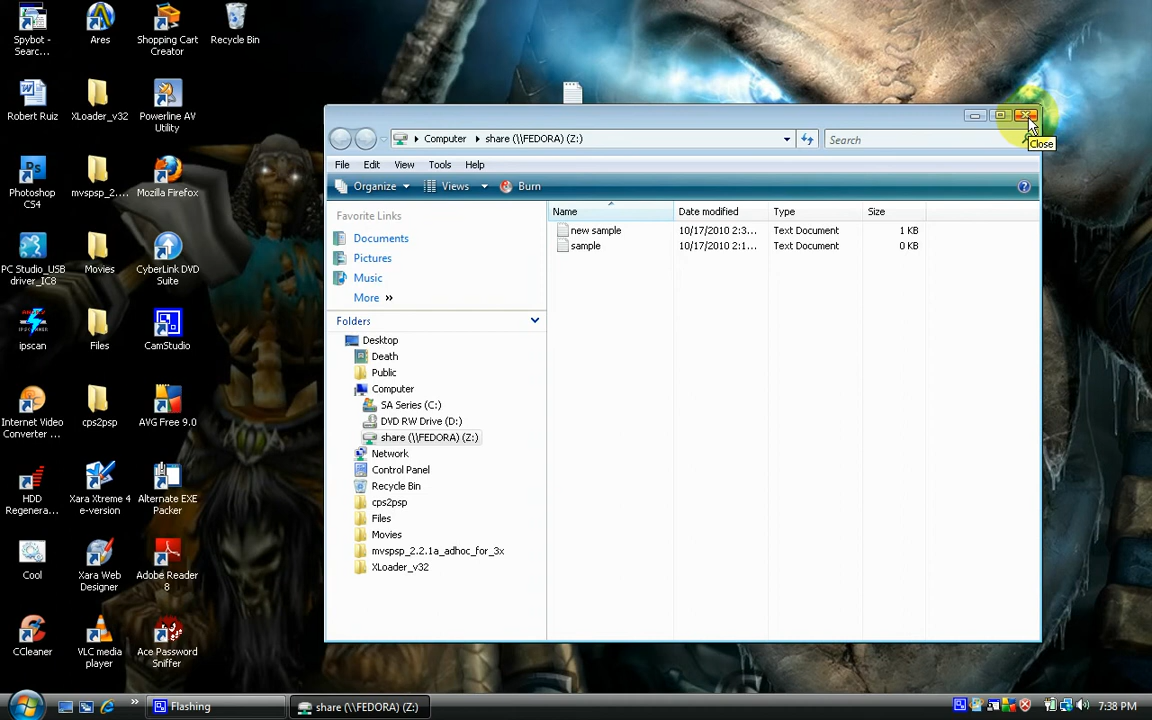 Spybot -
Searc...
Ares
Shopping Cart
Creator
Recycle Bin
Robert Ruiz
XLoader_v32
Powerline AV
Utility
Photoshop
CS4
mvspsp_2....
Mozilla Firefox
PC Studio_USB
driver_IC8
Movies
CyberLink DVD
Suite
ipscan
Files
CamStudio
Internet Video
Converter ...
cps2psp
AVG Free 9.0
HDD
Regenera...
Xara Xtreme 4
e-version
Alternate EXE
Packer
Cool
Xara Web
Designer
Adobe Reader
8
CCleaner
VLC media
player
Ace Password
Sniffer
Computer
share (\\FEDORA) (Z:)
Search
Close
File Edit View Tools Help
Organize Views Burn
Favorite Links
Documents
Pictures
Music
More »
Folders
Desktop
Death
Public
Computer
SA Series (C:)
DVD RW Drive (D:)
share (\\FEDORA) (Z:)
Network
Control Panel
Recycle Bin
cps2psp
Files
Movies
mvspsp_2.2.1a_adhoc_for_3x
XLoader_v32
Name Date modified Type Size
new sample 10/17/2010 2:3... Text Document 1 KB
sample 10/17/2010 2:1... Text Document 0 KB
Flashing
share (\\FEDORA) (Z:)
7:38 PM